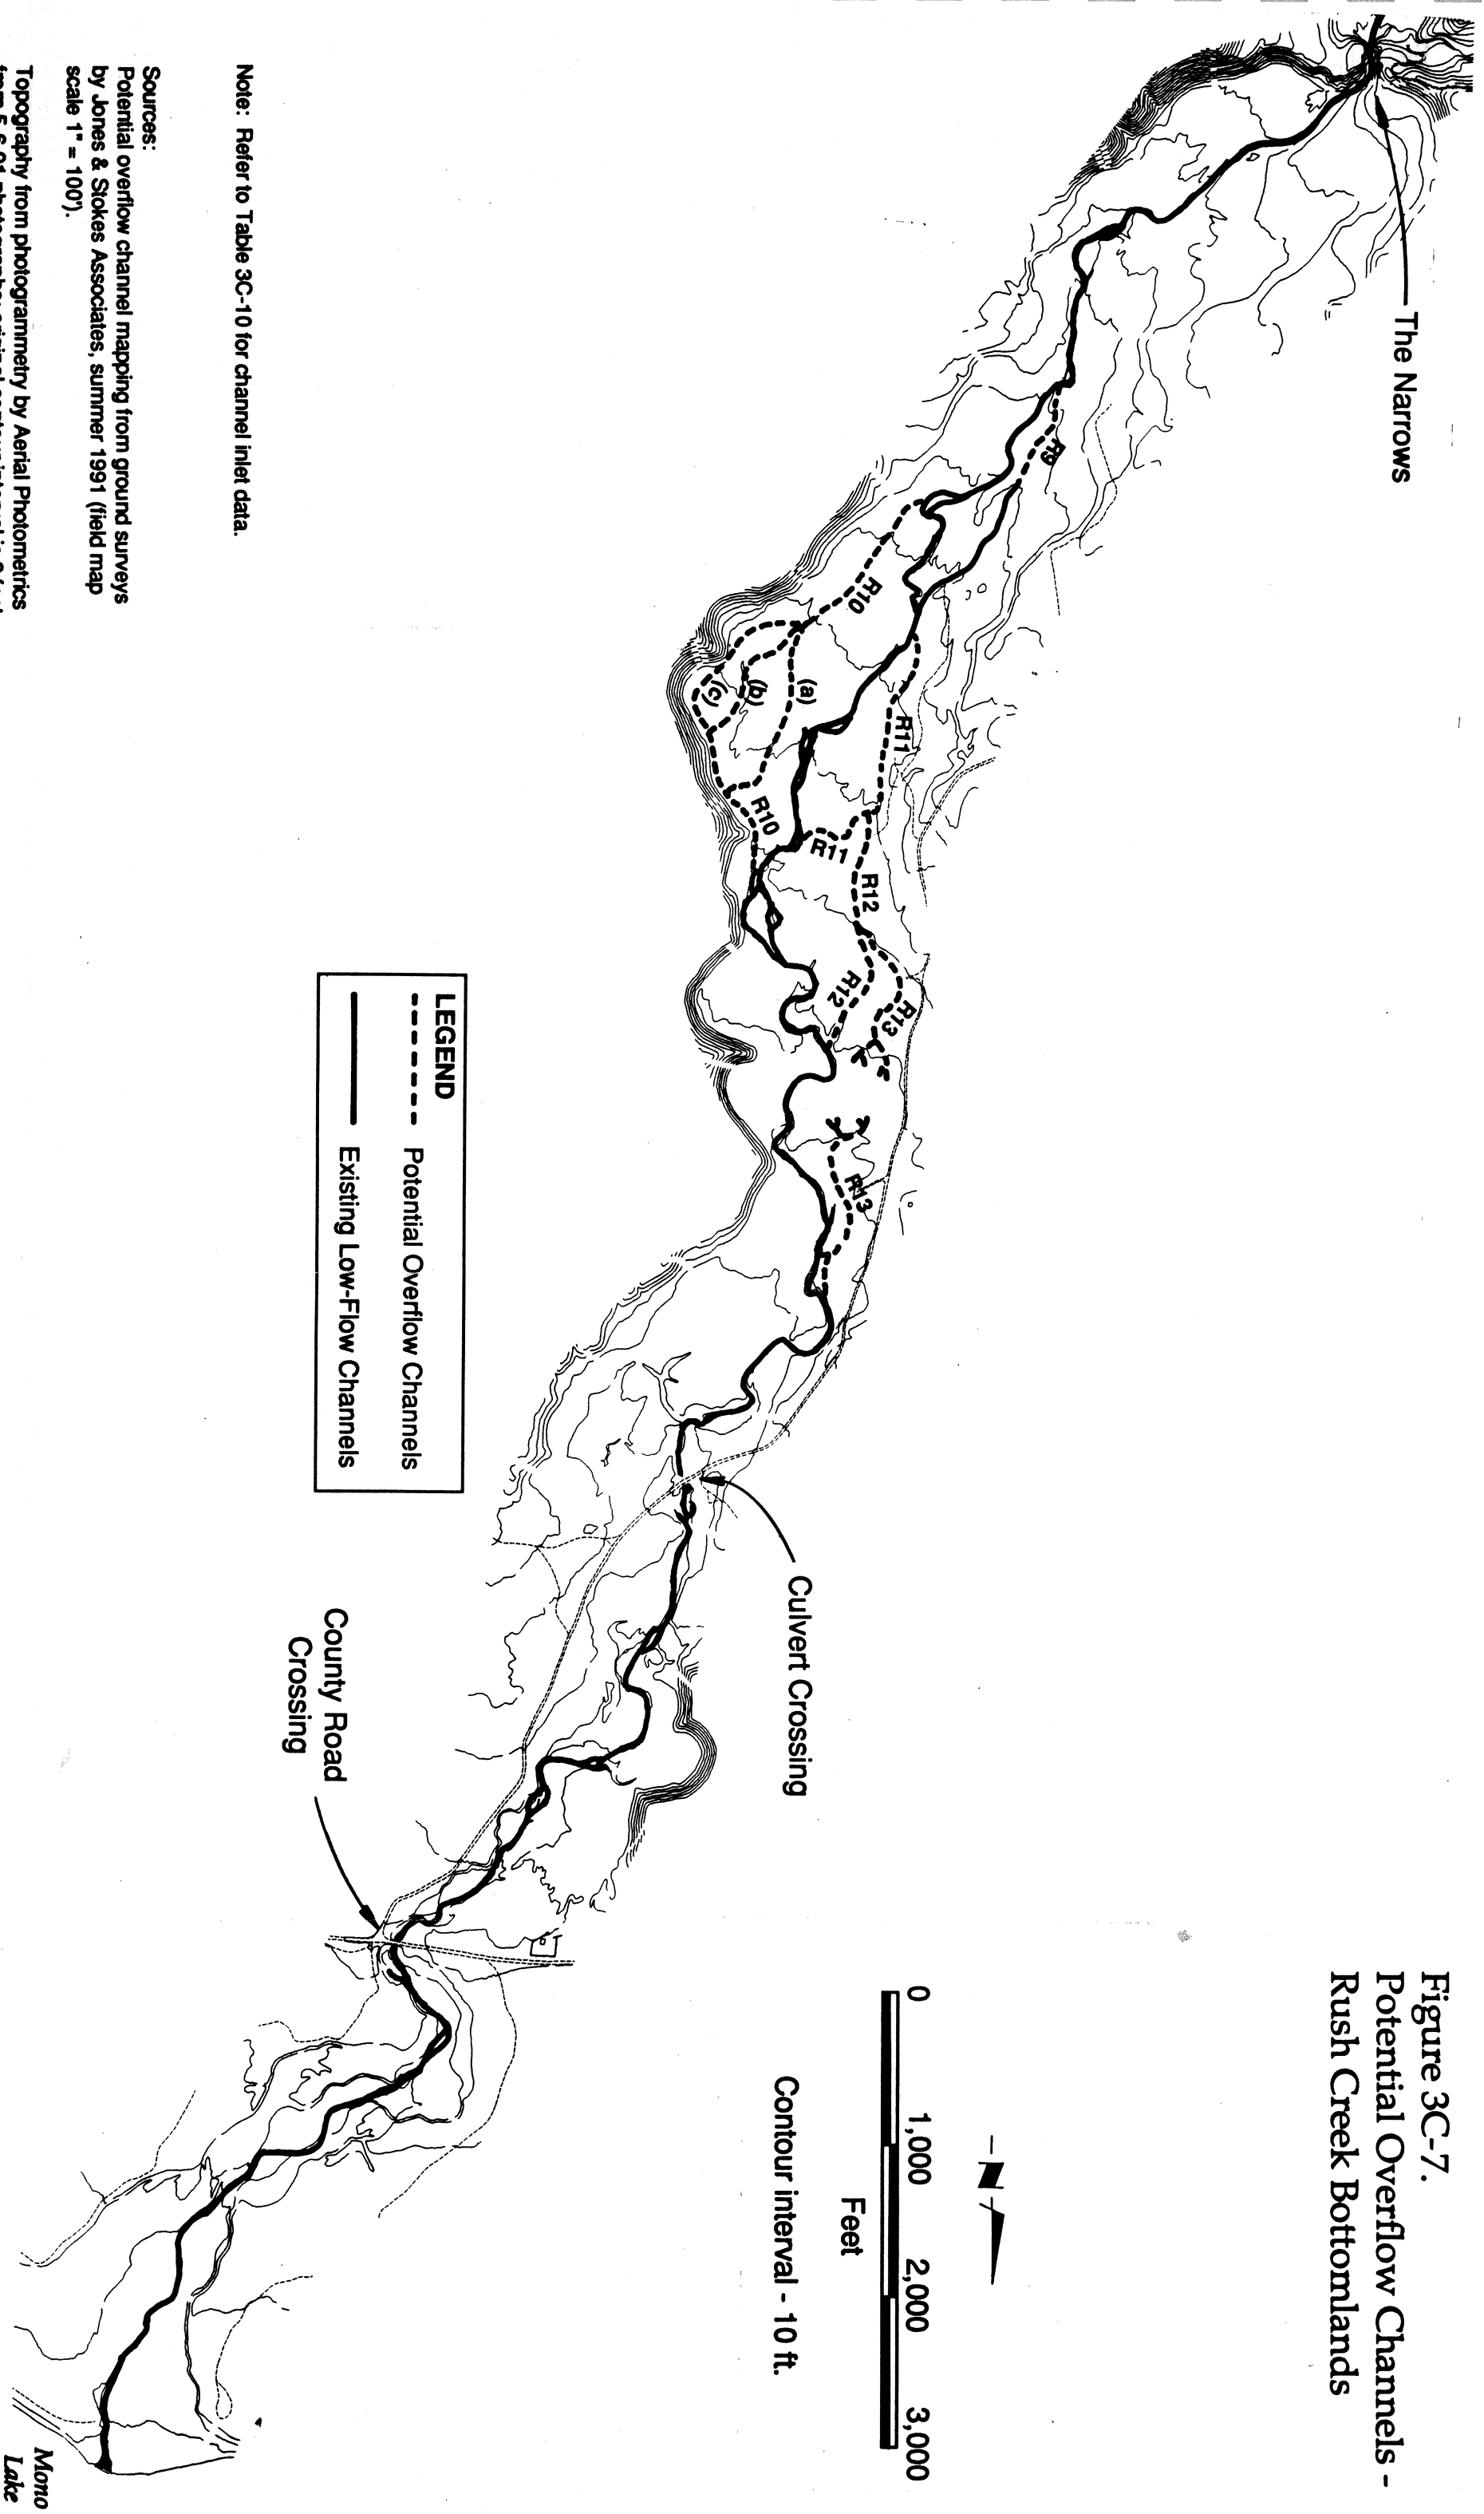 Figure 3C-7.
Potential Overflow Channels -
Rush Creek Bottomlands
The Narrows
R9
R10
(a)
(b)
(c)
R10
R11
R11
R12
R12
R13
R13
Culvert Crossing
County Road
Crossing
0 1,000 2,000 3,000
Feet
Contour interval - 10 ft.
N
LEGEND
Potential Overflow Channels
Existing Low-Flow Channels
Mono
Lake
Note: Refer to Table 3C-10 for channel inlet data.
Sources:
Potential overflow channel mapping from ground surveys
by Jones & Stokes Associates, summer 1991 (field map
scale 1" = 100').
Topography from photogrammetry by Aerial Photometrics